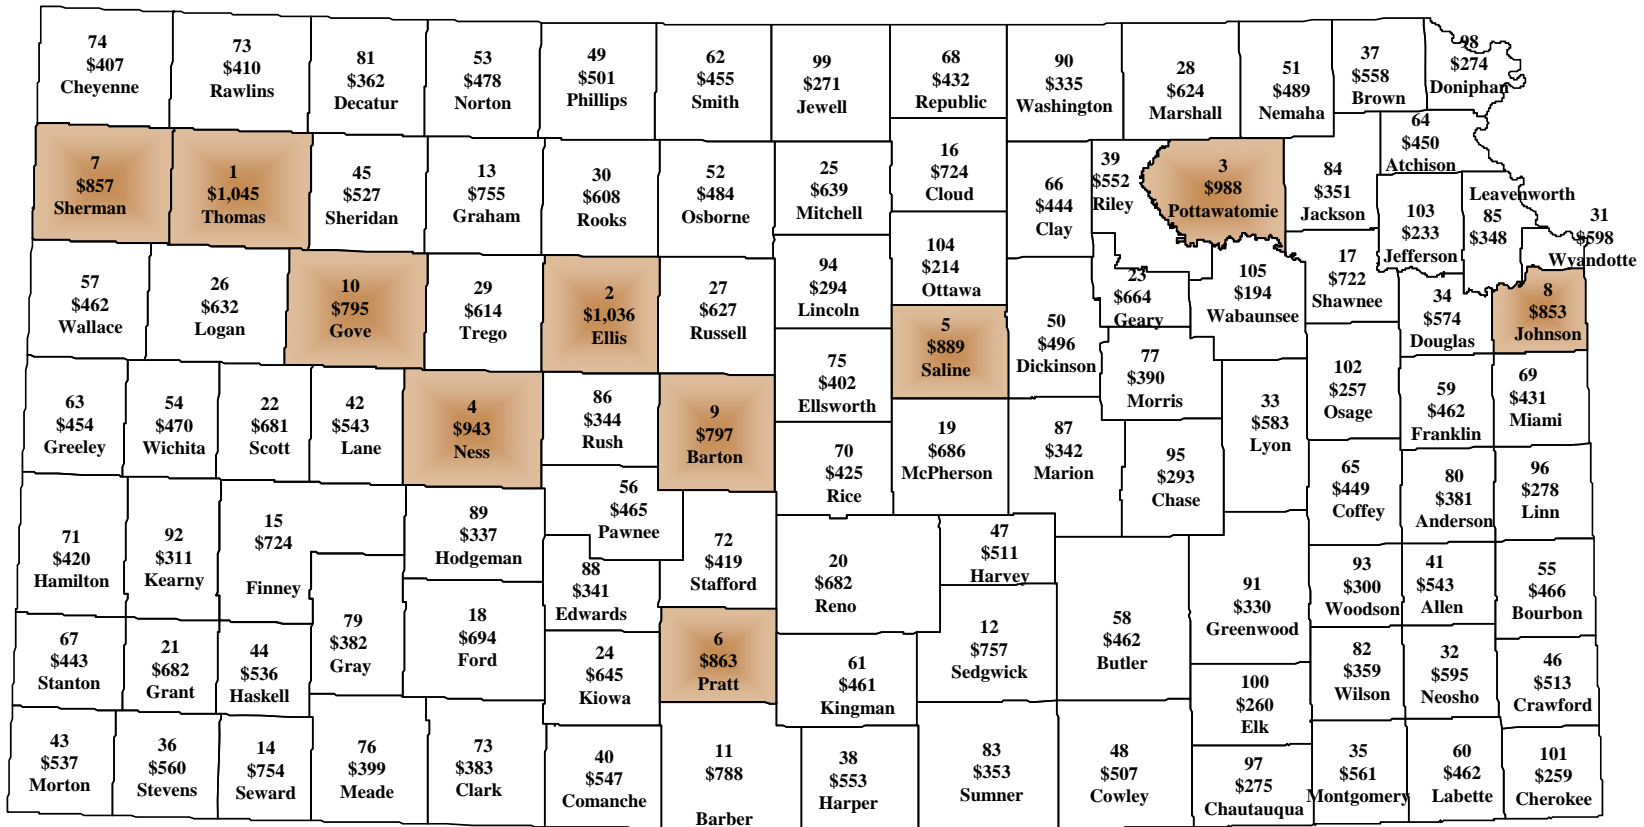 74
$407
Cheyenne
73
$410
Rawlins
81
$362
Decatur
53
$478
Norton
49
$501
Phillips
62
$455
Smith
99
$271
Jewell
68
$432
Republic
90
$335
Washington
28
$624
Marshall
51
$489
Nemaha
37
$558
Brown
98
$274
Doniphan
7
$857
Sherman
1
$1,045
Thomas
45
$527
Sheridan
13
$755
Graham
30
$608
Rooks
52
$484
Osborne
25
$639
Mitchell
16
$724
Cloud
66
$444
Clay
39
$552
Riley
3
$988
Pottawatomie
84
$351
Jackson
64
$450
Atchison
103
$233
Jefferson
Leavenworth
85
$348
31
$598
Wyandotte
57
$462
Wallace
26
$632
Logan
10
$795
Gove
29
$614
Trego
2
$1,036
Ellis
27
$627
Russell
94
$294
Lincoln
104
$214
Ottawa
5
$889
Saline
50
$496
Dickinson
23
$664
Geary
105
$194
Wabaunsee
17
$722
Shawnee
34
$574
Douglas
8
$853
Johnson
63
$454
Greeley
54
$470
Wichita
22
$681
Scott
42
$543
Lane
4
$943
Ness
86
$344
Rush
9
$797
Barton
75
$402
Ellsworth
70
$425
Rice
19
$686
McPherson
87
$342
Marion
77
$390
Morris
95
$293
Chase
33
$583
Lyon
102
$257
Osage
59
$462
Franklin
69
$431
Miami
71
$420
Hamilton
92
$311
Kearny
15
$724
Finney
89
$337
Hodgeman
56
$465
Pawnee
88
$341
Edwards
72
$419
Stafford
20
$682
Reno
47
$511
Harvey
58
$462
Butler
91
$330
Greenwood
65
$449
Coffey
80
$381
Anderson
96
$278
Linn
93
$300
Woodson
41
$543
Allen
55
$466
Bourbon
67
$443
Stanton
21
$682
Grant
44
$536
Haskell
79
$382
Gray
18
$694
Ford
24
$645
Kiowa
6
$863
Pratt
61
$461
Kingman
12
$757
Sedgwick
100
$260
Elk
82
$359
Wilson
32
$595
Neosho
46
$513
Crawford
43
$537
Morton
36
$560
Stevens
14
$754
Seward
76
$399
Meade
73
$383
Clark
40
$547
Comanche
11
$788
Barber
38
$553
Harper
83
$353
Sumner
48
$507
Cowley
97
$275
Chautauqua
35
$561
Montgomery
60
$462
Labette
101
$259
Cherokee